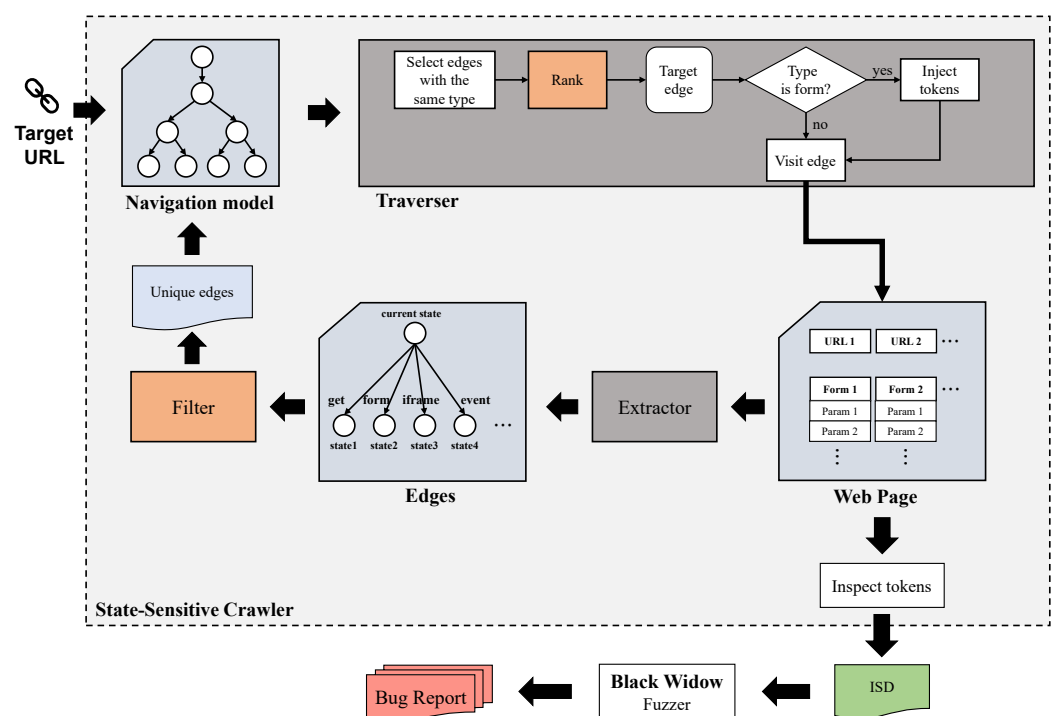 Target
URL
Navigation model
Select edges
with the
same type
Rank
Target
edge
Type
is form?
yes
Inject
tokens
no
Visit edge
Traverser
Unique edges
Filter
current state
get
form
iframe
event
state1
state2
state3
state4
...
Edges
Extractor
URL 1
URL 2
...
Form 1
Form 2
...
Param 1
Param 1
Param 2
Param 2
⋮
⋮
Web Page
Inspect tokens
State-Sensitive Crawler
Bug Report
Black Widow
Fuzzer
ISD